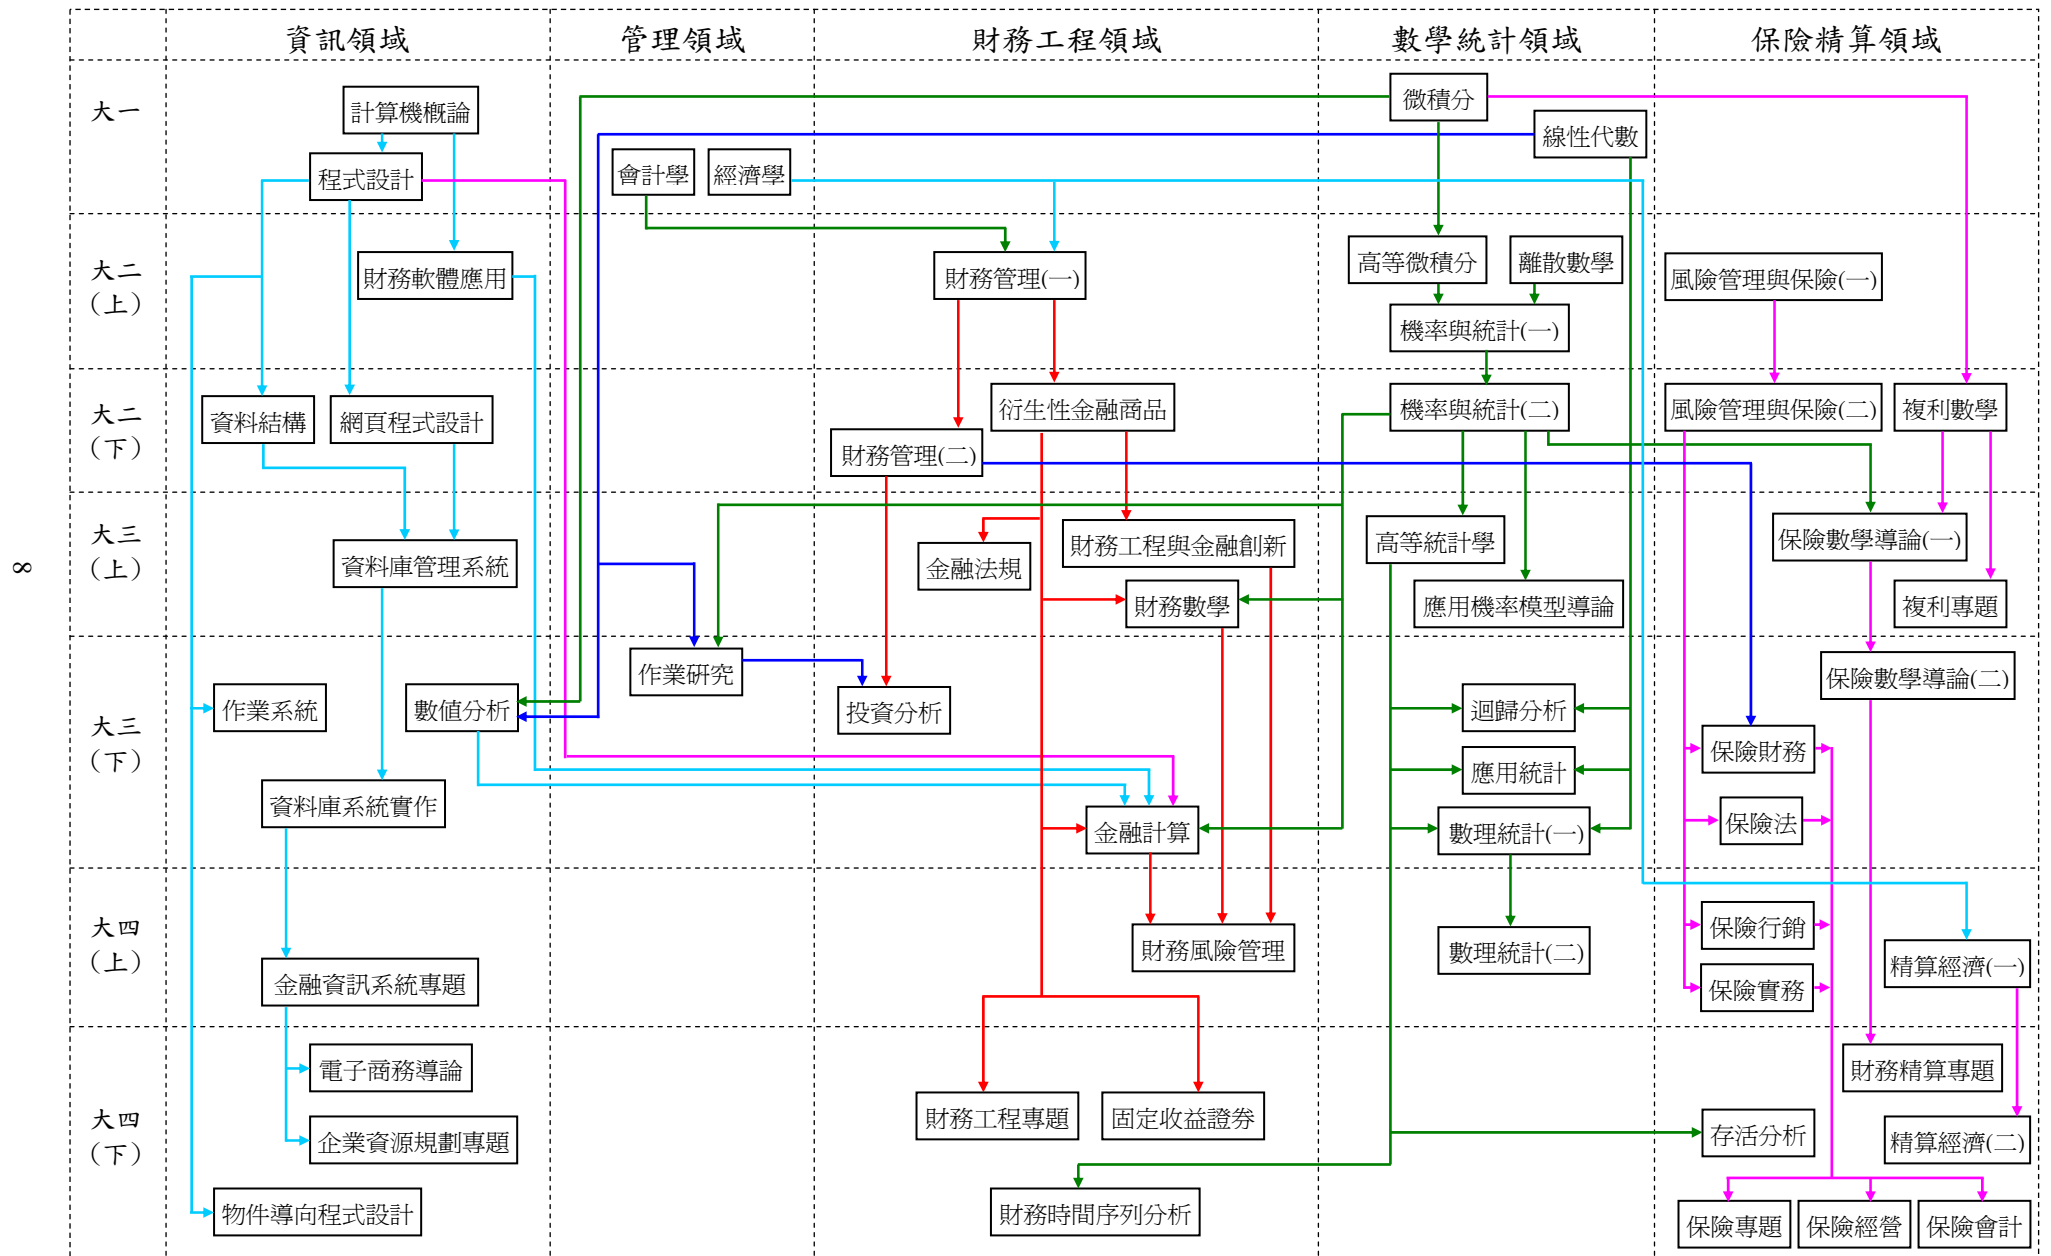 資訊領域
管理領域
財務工程領域
數學統計領域
保險精算領域
大一
計算機概論
微積分
線性代數
程式設計
會計學
經濟學
大二
（上）
財務軟體應用
財務管理(一)
高等微積分
離散數學
風險管理與保險(一)
機率與統計(一)
大二
（下）
資料結構
網頁程式設計
衍生性金融商品
機率與統計(二)
風險管理與保險(二)
複利數學
財務管理(二)
大三
（上）
資料庫管理系統
金融法規
財務工程與金融創新
高等統計學
保險數學導論(一)
財務數學
應用機率模型導論
複利專題
8
大三
（下）
作業研究
保險數學導論(二)
作業系統
數值分析
投資分析
迴歸分析
保險財務
應用統計
資料庫系統實作
金融計算
數理統計(一)
保險法
大四
（上）
保險行銷
財務風險管理
數理統計(二)
精算經濟(一)
金融資訊系統專題
保險實務
大四
（下）
電子商務導論
財務精算專題
財務工程專題
固定收益證券
企業資源規劃專題
存活分析
精算經濟(二)
物件導向程式設計
財務時間序列分析
保險專題
保險經營
保險會計